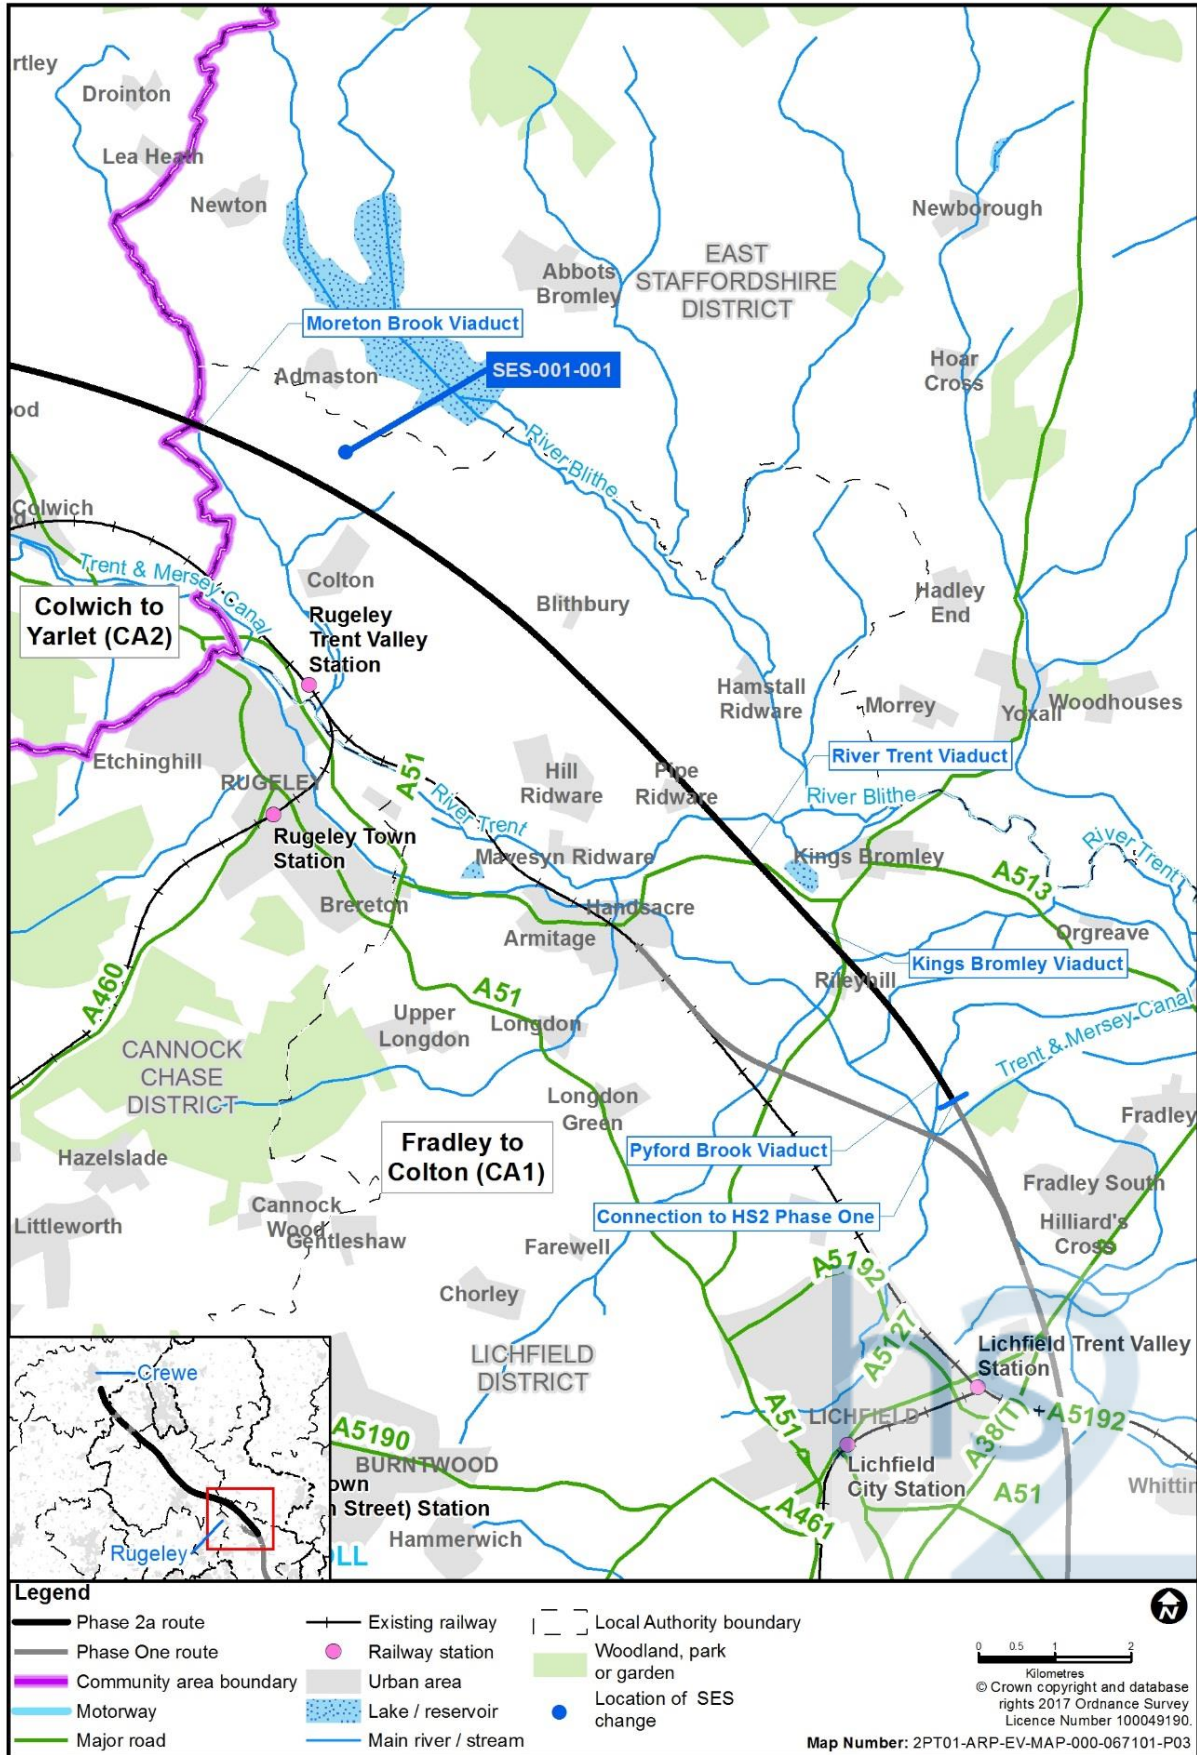 rtley
Drointon
Lea Heath
Newton
Newborough
Abbots
Bromley
EAST
STAFFORDSHIRE
DISTRICT
Moreton Brook Viaduct
Admaston
SES-001-001
Hoar
Cross
ood
River Blithe
Colwich
Trent & Mersey Canal
Colton
Blithbury
Hadley
End
Colwich to
Yarlet (CA2)
Rugeley
Trent Valley
Station
Hamstall
Ridware
Morrey
Yoxall
Woodhouses
Etchinghill
RUGELEY
A51
Hill
Ridware
Pipe
Ridware
River Trent Viaduct
River Blithe
River Trent
River Trent
Rugeley Town
Station
Mavesyn Ridware
Kings Bromley
A513
Brereton
Handsacre
Armitage
Orgreave
Kings Bromley Viaduct
Rileyhill
A460
A51
Upper
Longdon
Longdon
Trent & Mersey Canal
CANNOCK
CHASE
DISTRICT
Longdon
Green
Fradley
Fradley to
Colton (CA1)
Pyford Brook Viaduct
Hazelslade
Fradley South
Cannock
Wood
Gentleshaw
Littleworth
Connection to HS2 Phase One
Hilliard's
Cross
Farewell
A5192
Chorley
A5127
LICHFIELD
DISTRICT
Lichfield Trent Valley
Station
hs2
Crewe
A51
LICHFIELD
A38(T)
A5192
A5190
BURNTWOOD
Lichfield
City Station
A51
Whittin
own
n Street) Station
A461
Hammerwich
Rugeley
OLL
Legend
Phase 2a route
Phase One route
Community area boundary
Motorway
Major road
Existing railway
Railway station
Urban area
Lake / reservoir
Main river / stream
Local Authority boundary
Woodland, park
or garden
Location of SES
change
N
0 0.5 1 2
Kilometres
© Crown copyright and database
rights 2017 Ordnance Survey
Licence Number 100049190.
Map Number: 2PT01-ARP-EV-MAP-000-067101-P03